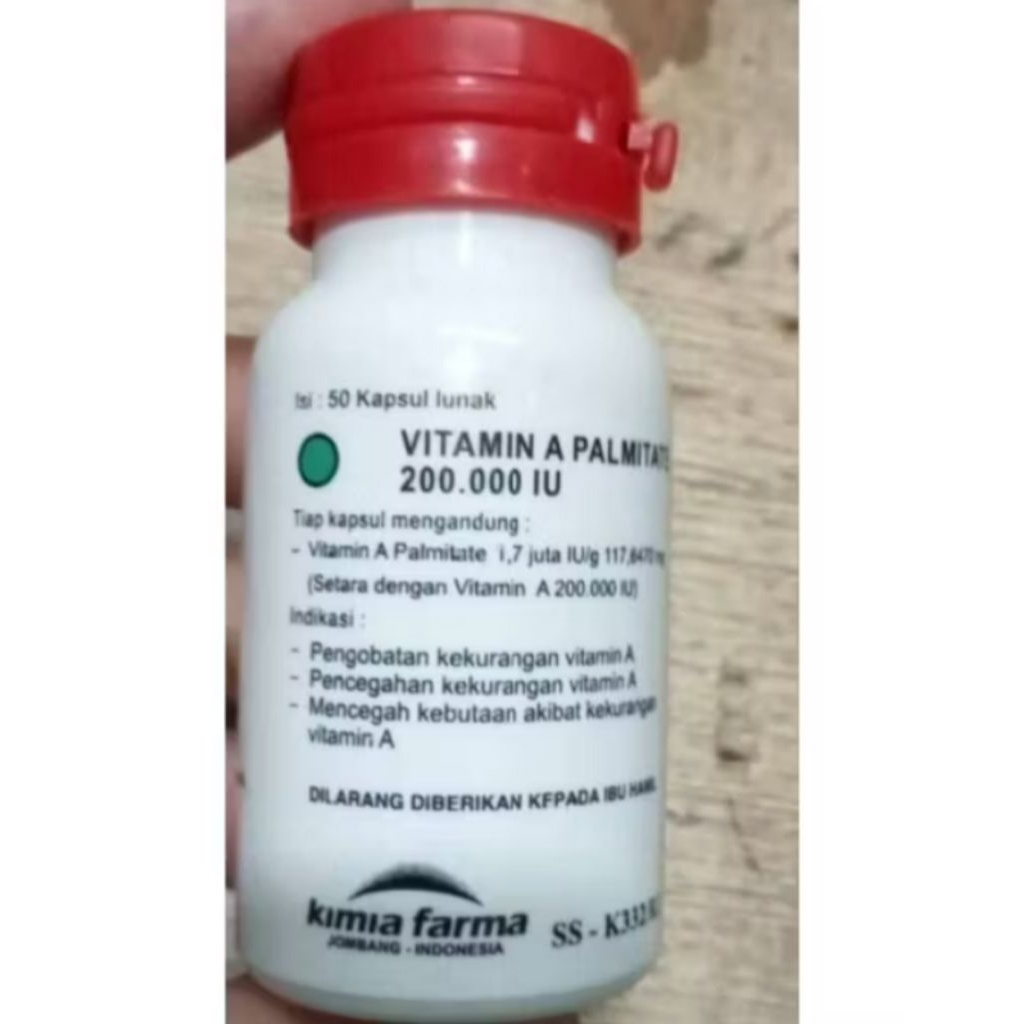 Isi : 50 Kapsul lunak
VITAMIN A PALMITATE
200.000 IU
Tiap kapsul mengandung :
- Vitamin A Palmitate 1,7 juta IU/g
(Setara dengan Vitamin A 200.000 IU)
Indikasi :
- Pengobatan kekurangan vitamin A
- Pencegahan kekurangan vitamin A
- Mencegah kebutaan akibat kekurangan
vitamin A
DILARANG DIBERIKAN KEPADA IBU HAMIL
kimia farma
JOMBANG - INDONESIA
SS -